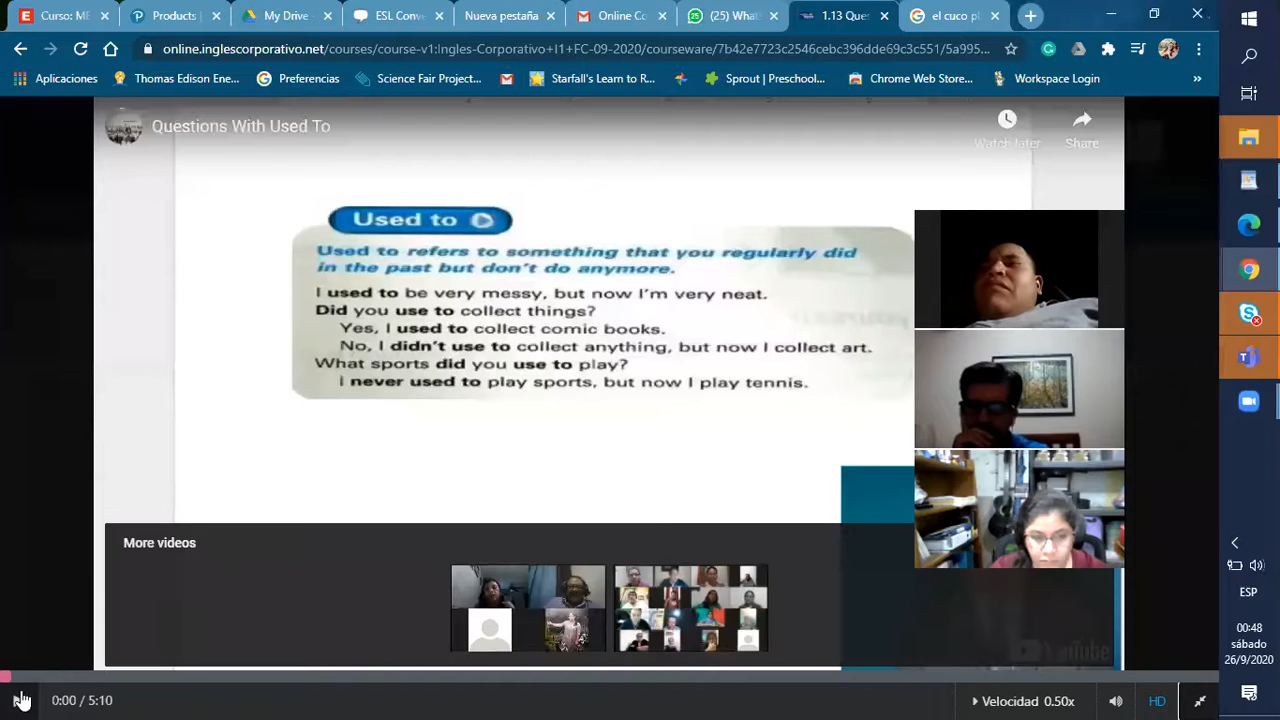 Curso: ME
Products |
My Drive -
ESL Conv
Nueva pestaña
Online Co
(25) What
1.13 Ques
el cuco pl
online.inglescorporativo.net/courses/course-v1:Ingles-Corporativo+I1+FC-09-2020/courseware/7b42e7723c2546cebc396dde69c3c551/5a995...
Aplicaciones
Thomas Edison Ene...
Preferencias
Science Fair Project...
Starfall's Learn to R...
Sprout | Preschool...
Chrome Web Store...
Workspace Login
»
Questions With Used To
Watch later
Share
Used to
Used to refers to something that you regularly did
in the past but don't do anymore.
I used to be very messy, but now I'm very neat.
Did you use to collect things?
Yes, I used to collect comic books.
No, I didn't use to collect anything, but now I collect art.
What sports did you use to play?
I never used to play sports, but now I play tennis.
More videos
YouTube
0:00 / 5:10
Velocidad 0.50x
HD
ESP
00:48
sábado
26/9/2020